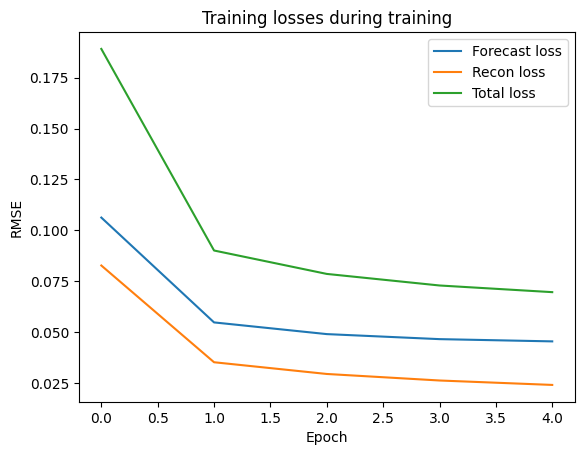 Training losses during training
Forecast loss
Recon loss
Total loss
0.175
0.150
0.125
0.100
0.075
0.050
0.025
RMSE
0.0 0.5 1.0 1.5 2.0 2.5 3.0 3.5 4.0
Epoch